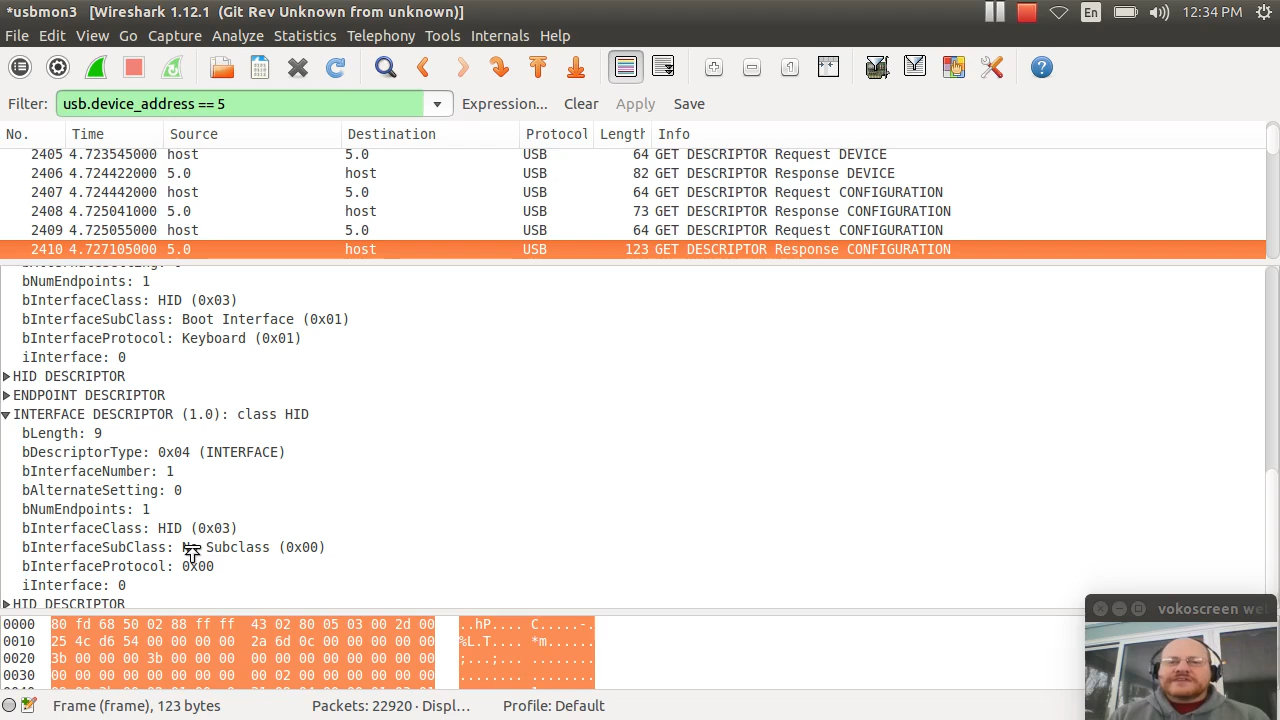 *usbmon3 [Wireshark 1.12.1 (Git Rev Unknown from unknown)]
En
12:34 PM
File Edit View Go Capture Analyze Statistics Telephony Tools Internals Help
Filter: usb.device_address == 5 Expression... Clear Apply Save
No. Time Source Destination Protocol Length Info
2405 4.723545000 host 5.0 USB 64 GET DESCRIPTOR Request DEVICE
2406 4.724422000 5.0 host USB 82 GET DESCRIPTOR Response DEVICE
2407 4.724442000 host 5.0 USB 64 GET DESCRIPTOR Request CONFIGURATION
2408 4.725041000 5.0 host USB 73 GET DESCRIPTOR Response CONFIGURATION
2409 4.725055000 host 5.0 USB 64 GET DESCRIPTOR Request CONFIGURATION
2410 4.727105000 5.0 host USB 123 GET DESCRIPTOR Response CONFIGURATION
bNumEndpoints: 1
bInterfaceClass: HID (0x03)
bInterfaceSubClass: Boot Interface (0x01)
bInterfaceProtocol: Keyboard (0x01)
iInterface: 0
HID DESCRIPTOR
ENDPOINT DESCRIPTOR
INTERFACE DESCRIPTOR (1.0): class HID
bLength: 9
bDescriptorType: 0x04 (INTERFACE)
bInterfaceNumber: 1
bAlternateSetting: 0
bNumEndpoints: 1
bInterfaceClass: HID (0x03)
bInterfaceSubClass: No Subclass (0x00)
bInterfaceProtocol: 0x00
iInterface: 0
HID DESCRIPTOR
0000 80 fd 68 50 02 88 ff ff 43 02 80 05 03 00 2d 00 ..hP.... C.....-.
0010 25 4c d6 54 00 00 00 00 2a 6d 0c 00 00 00 00 00 %L.T.... *m......
0020 3b 00 00 00 3b 00 00 00 00 00 00 00 00 00 00 00 ;...;... ........
0030 00 00 00 00 00 00 00 00 00 02 00 00 00 00 00 00 ........ ........
vokoscreen we
Frame (frame), 123 bytes Packets: 22920 · Displ... Profile: Default